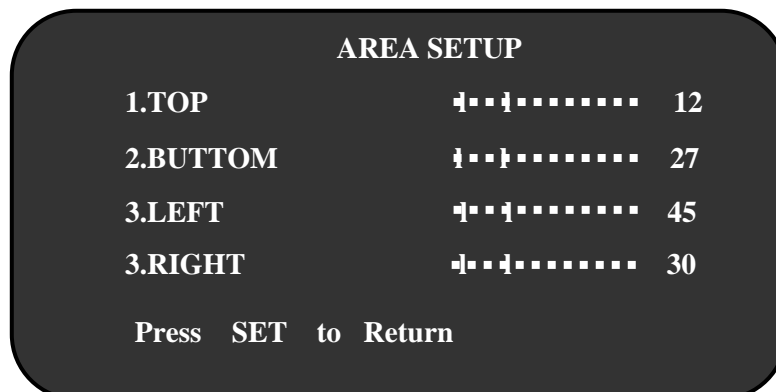 AREA SETUP
1.TOP 12
2.BUTTOM 27
3.LEFT 45
3.RIGHT 30
Press SET to Return